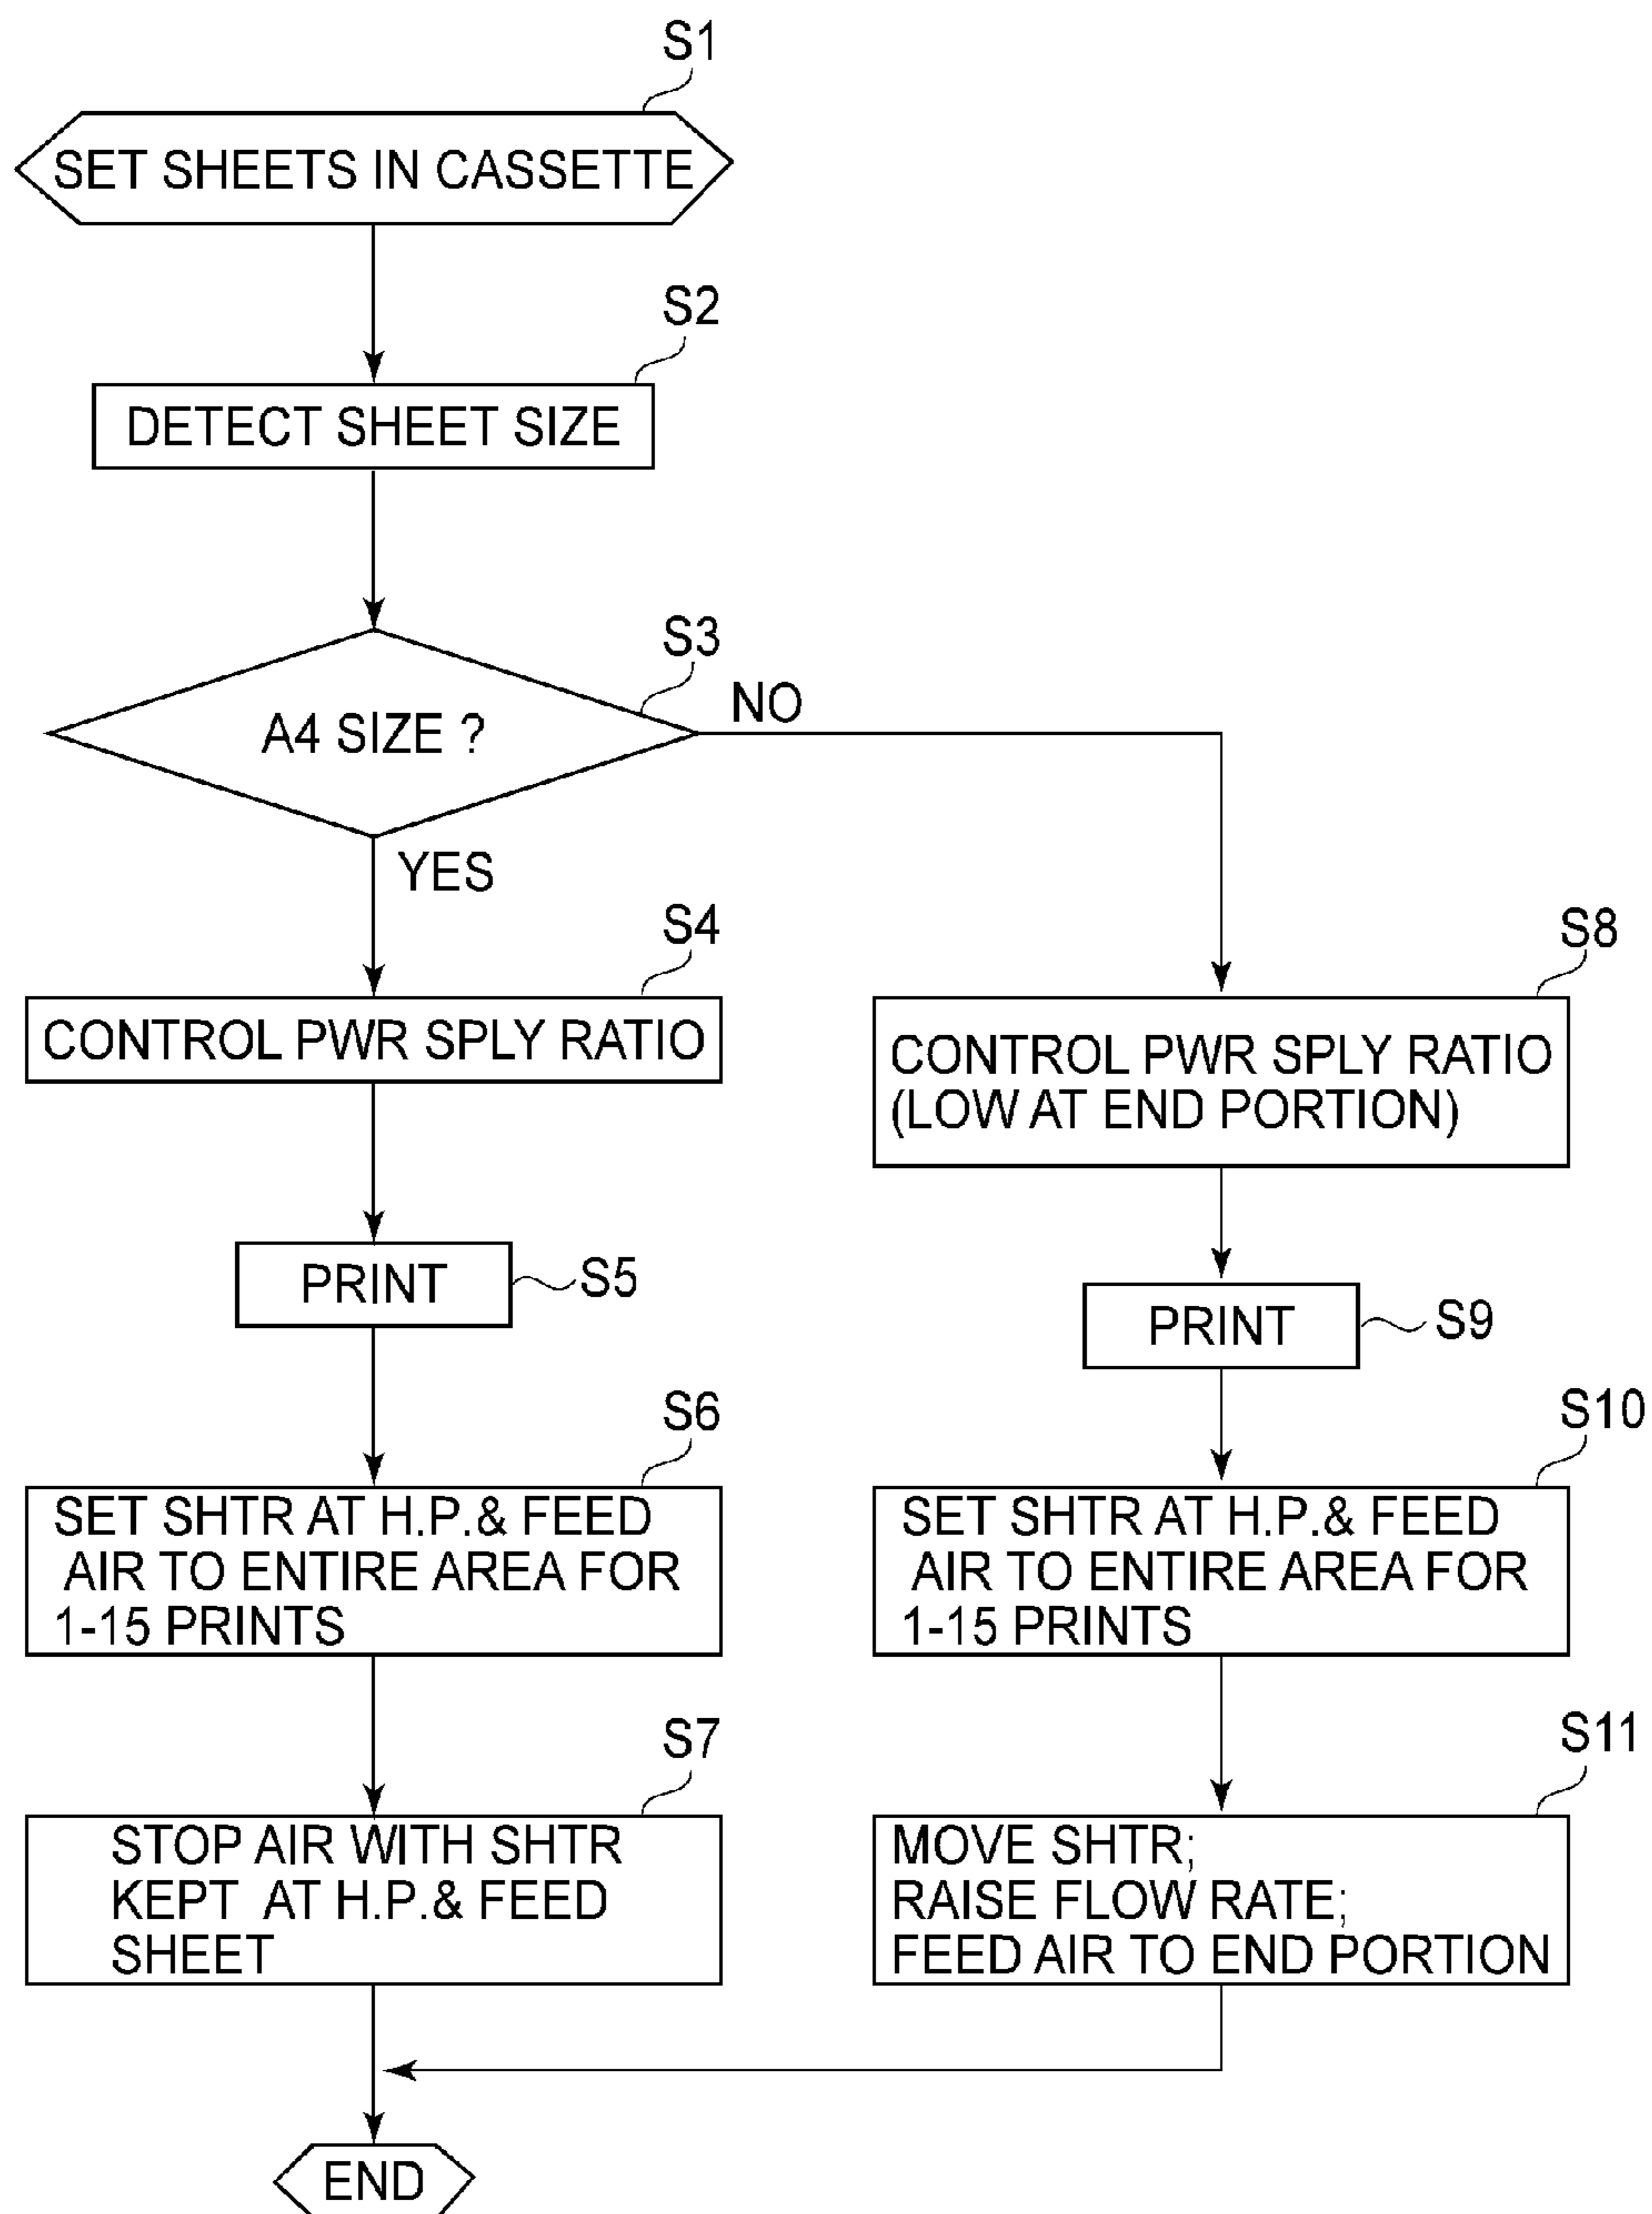 S1
SET SHEETS IN CASSETTE
S2
DETECT SHEET SIZE
S3
A4 SIZE ?
NO
YES
S4
CONTROL PWR SPLY RATIO
S5
PRINT
S6
SET SHTR AT H.P.& FEED
AIR TO ENTIRE AREA FOR
1-15 PRINTS
S7
STOP AIR WITH SHTR
KEPT AT H.P.& FEED
SHEET
S8
CONTROL PWR SPLY RATIO
(LOW AT END PORTION)
S9
PRINT
S10
SET SHTR AT H.P.& FEED
AIR TO ENTIRE AREA FOR
1-15 PRINTS
S11
MOVE SHTR;
RAISE FLOW RATE;
FEED AIR TO END PORTION
END